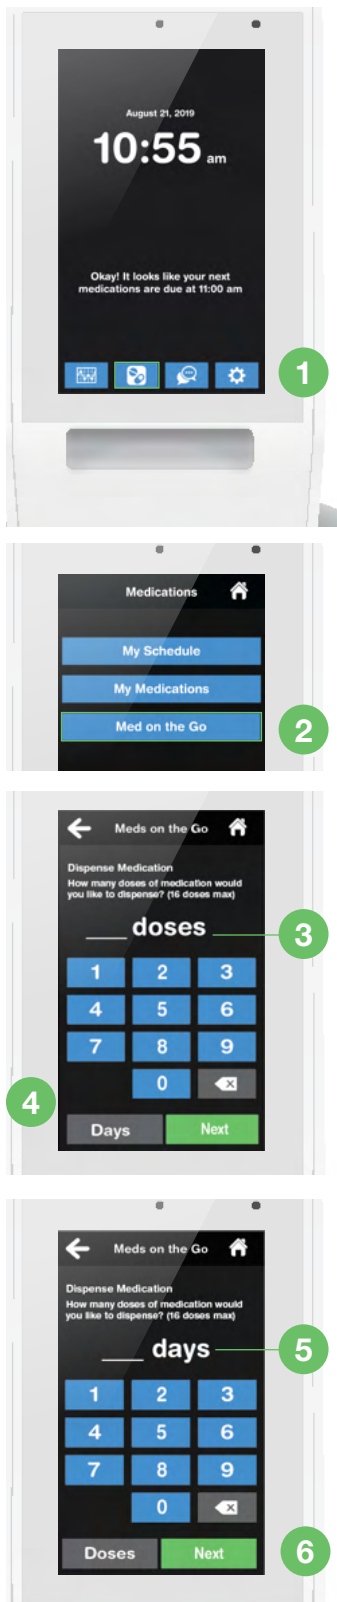 August 21, 2019
10:55 am
Okay! It looks like your next
medications are due at 11:00 am
1
Medications
My Schedule
My Medications
Med on the Go
2
Meds on the Go
Dispense Medication
How many doses of medication would
you like to dispense? (16 doses max)
___ doses
3
1 2 3
4 5 6
7 8 9
0
4
Days Next
Meds on the Go
Dispense Medication
How many doses of medication would
you like to dispense? (16 doses max)
___ days
5
1 2 3
4 5 6
7 8 9
0
Doses Next
6